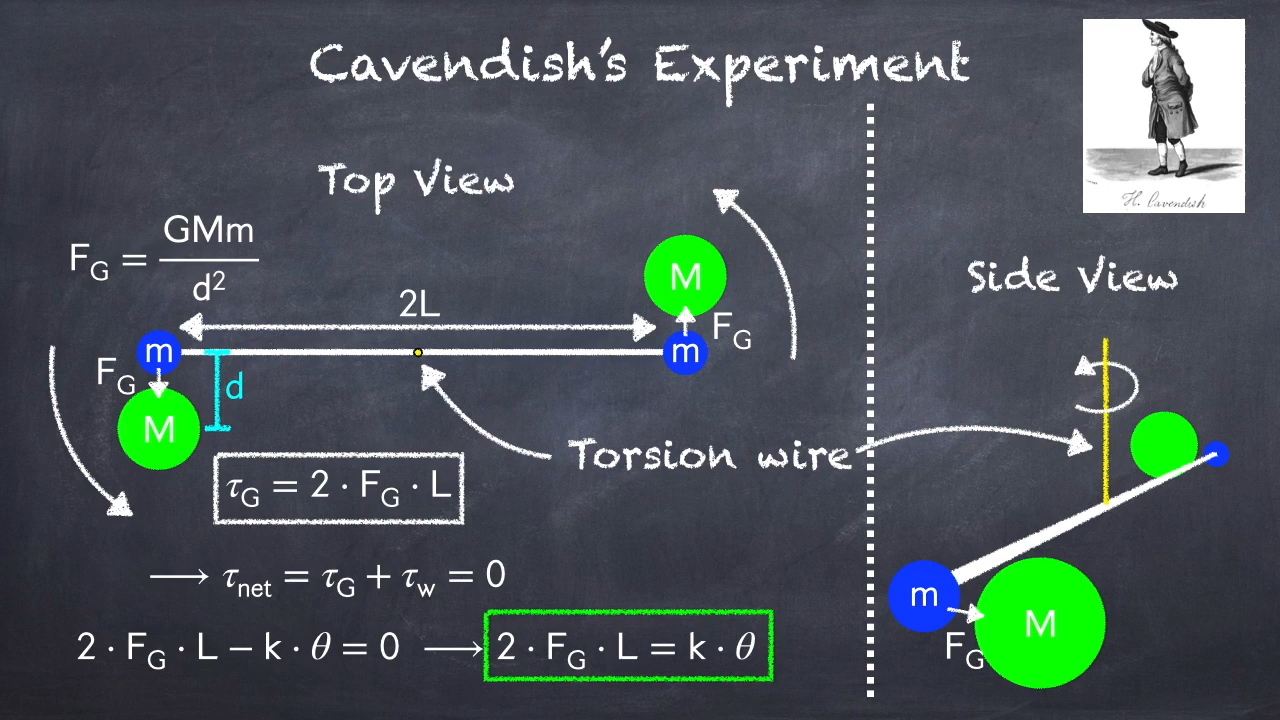 Cavendish's Experiment
H. Cavendish
Top View
F_G = GMm / d²
2L
M
F_G
m
m
F_G
d
M
τ_G = 2 · F_G · L
Torsion wire
⟶ τ_net = τ_G + τ_w = 0
2 · F_G · L − k · θ = 0 ⟶ 2 · F_G · L = k · θ
Side View
m
F_G
M